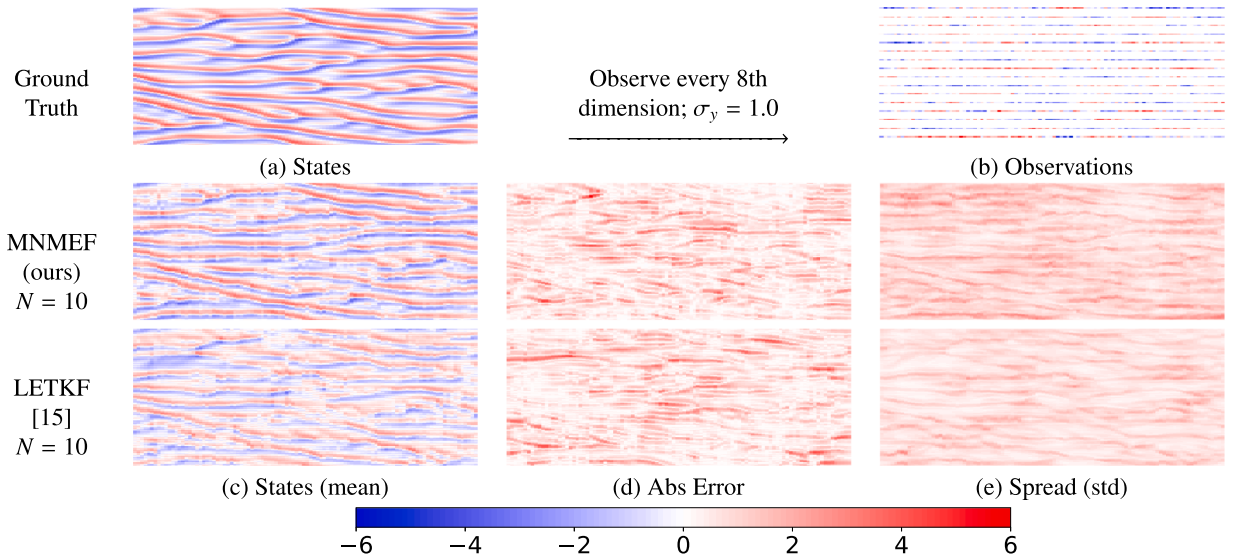 Ground
Truth
Observe every 8th
dimension; σ_y = 1.0
(a) States
(b) Observations
MNMEF
(ours)
N = 10
LETKF
[15]
N = 10
(c) States (mean)
(d) Abs Error
(e) Spread (std)
−6 −4 −2 0 2 4 6